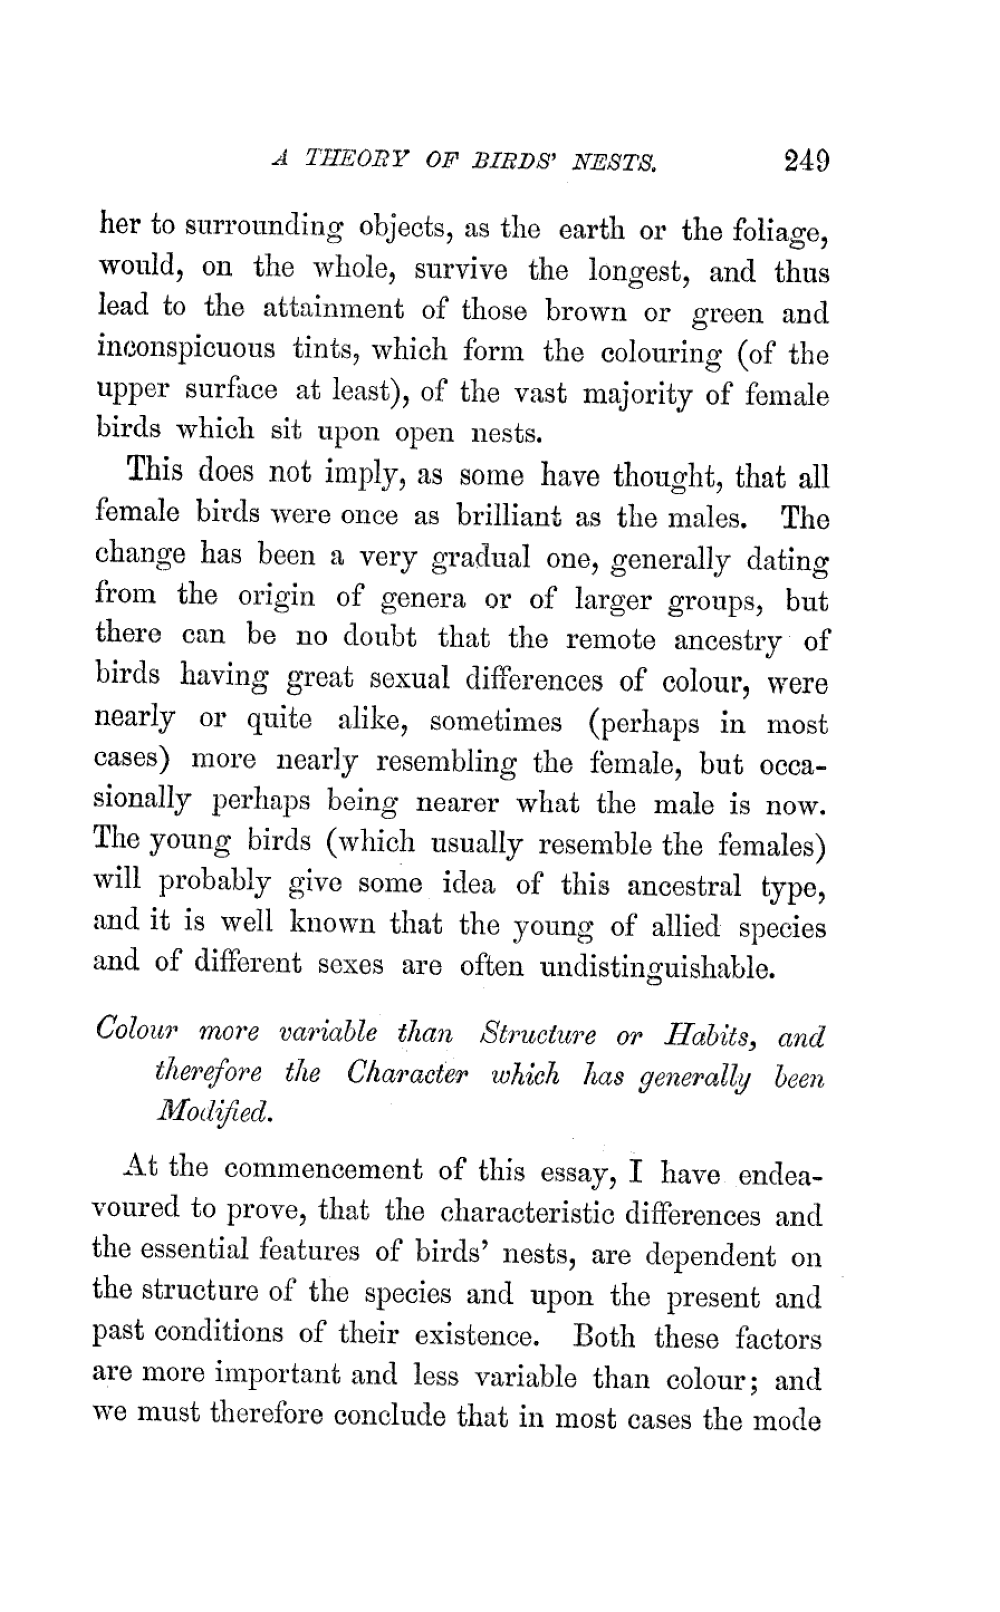 A THEORY OF BIRDS' NESTS. 249
her to surrounding objects, as the earth or the foliage,
would, on the whole, survive the longest, and thus
lead to the attainment of those brown or green and
inconspicuous tints, which form the colouring (of the
upper surface at least), of the vast majority of female
birds which sit upon open nests.
This does not imply, as some have thought, that all
female birds were once as brilliant as the males. The
change has been a very gradual one, generally dating
from the origin of genera or of larger groups, but
there can be no doubt that the remote ancestry of
birds having great sexual differences of colour, were
nearly or quite alike, sometimes (perhaps in most
cases) more nearly resembling the female, but occa-
sionally perhaps being nearer what the male is now.
The young birds (which usually resemble the females)
will probably give some idea of this ancestral type,
and it is well known that the young of allied species
and of different sexes are often undistinguishable.
Colour more variable than Structure or Habits, and
therefore the Character which has generally been
Modified.
At the commencement of this essay, I have endea-
voured to prove, that the characteristic differences and
the essential features of birds' nests, are dependent on
the structure of the species and upon the present and
past conditions of their existence. Both these factors
are more important and less variable than colour; and
we must therefore conclude that in most cases the mode